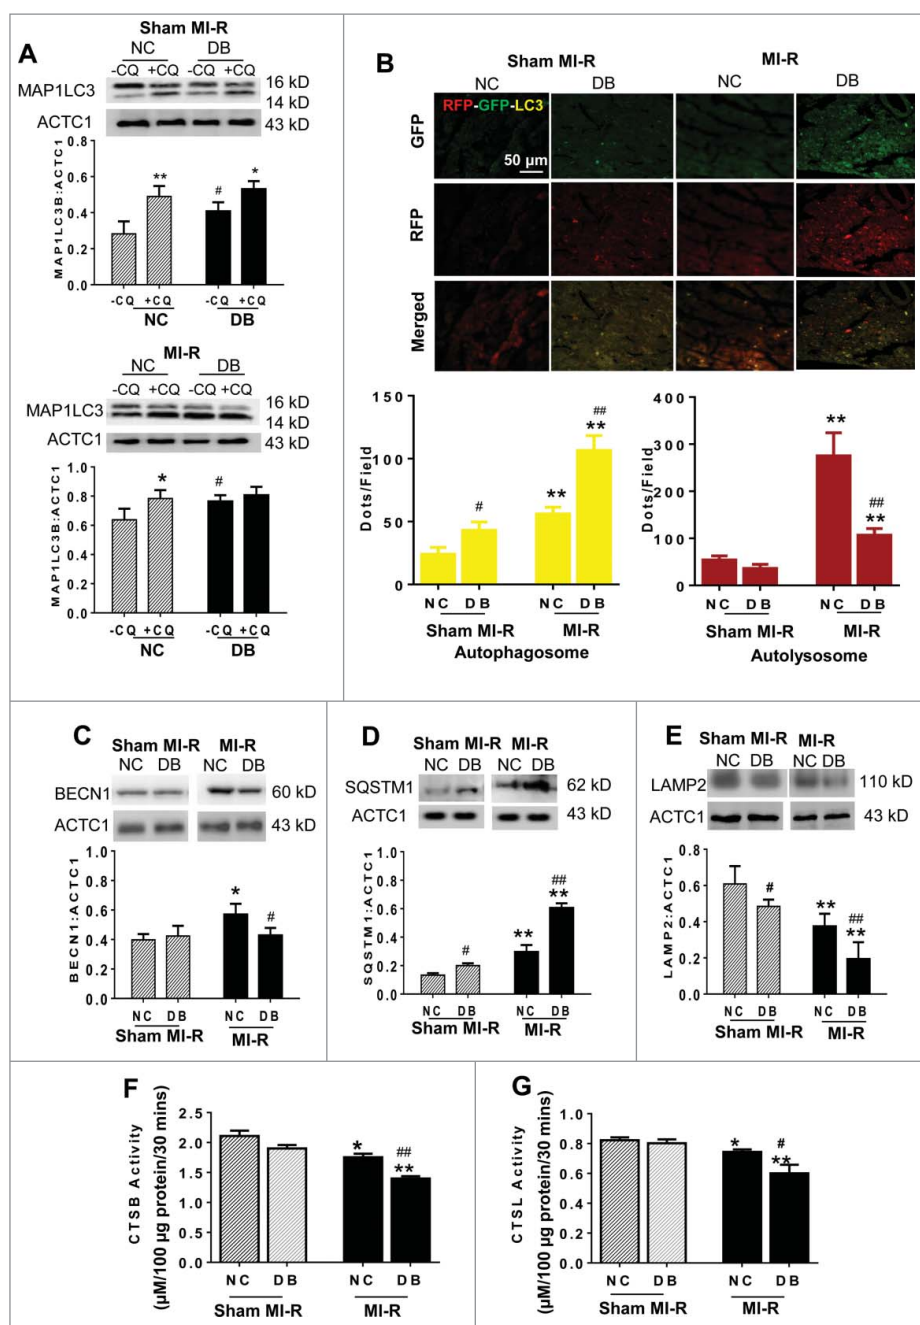 A
Sham MI-R
NC DB
-CQ +CQ -CQ +CQ
MAP1LC3
16 kD
14 kD
ACTC1
43 kD
MAP1LC3B:ACTC1
0.8
0.6
0.4
0.2
0.0
** # *
-CQ +CQ -CQ +CQ
NC DB
MI-R
NC DB
-CQ +CQ -CQ +CQ
MAP1LC3
16 kD
14 kD
ACTC1
43 kD
MAP1LC3B:ACTC1
1.0
0.8
0.6
0.4
0.2
0.0
* #
-CQ +CQ -CQ +CQ
NC DB
B
Sham MI-R MI-R
NC DB NC DB
GFP
RFP-GFP-LC3
50 µm
RFP
Merged
Dots/Field
150
100
50
0
# ** ##
**
NC DB NC DB
Sham MI-R MI-R
Autophagosome
Dots/Field
400
300
200
100
0
** ##
**
NC DB NC DB
Sham MI-R MI-R
Autolysosome
C
Sham MI-R MI-R
NC DB NC DB
BECN1 60 kD
ACTC1 43 kD
BECN1:ACTC1
1.0
0.8
0.6
0.4
0.2
0.0
* #
NC DB NC DB
Sham MI-R MI-R
D
Sham MI-R MI-R
NC DB NC DB
SQSTM1 62 kD
ACTC1 43 kD
SQSTM1:ACTC1
1.0
0.8
0.6
0.4
0.2
0.0
# ** ##
**
NC DB NC DB
Sham MI-R MI-R
E
Sham MI-R MI-R
NC DB NC DB
LAMP2 110 kD
ACTC1 43 kD
LAMP2:ACTC1
0.8
0.6
0.4
0.2
0.0
# ** ##
**
NC DB NC DB
Sham MI-R MI-R
F
CTSB Activity
(µM/100 µg protein/30 mins)
2.5
2.0
1.5
1.0
0.5
0.0
* ##
**
NC DB NC DB
Sham MI-R MI-R
G
CTSL Activity
(µM/100 µg protein/30 mins)
1.0
0.8
0.6
0.4
0.2
0.0
* #
**
NC DB NC DB
Sham MI-R MI-R